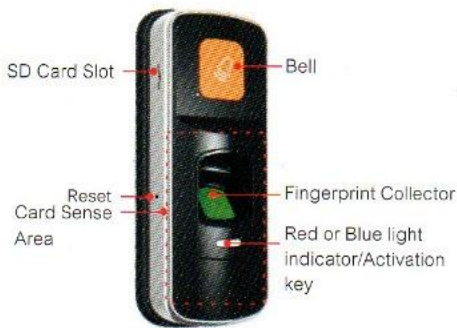 SD Card Slot
Bell
Reset
Card Sense
Area
Fingerprint Collector
Red or Blue light
indicator/Activation
key